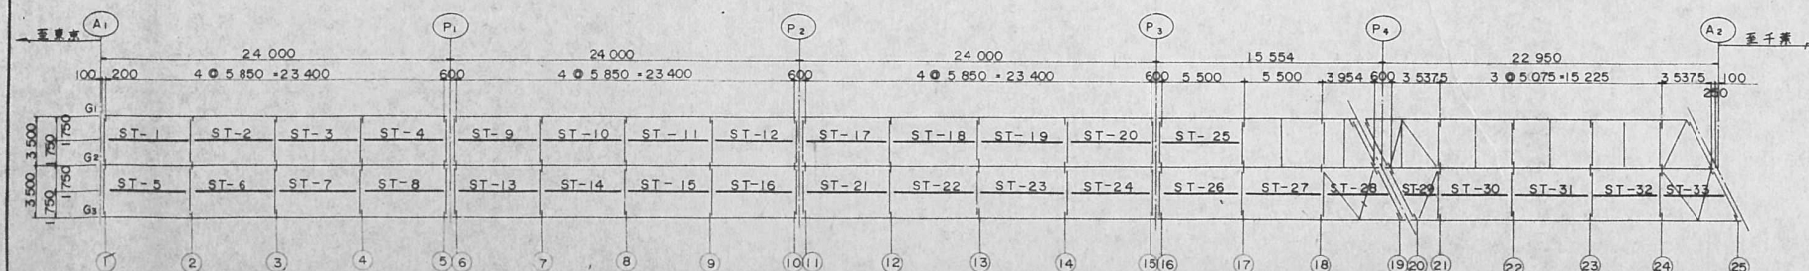 A1 P1 P2 P3 P4 A2
至東京 至千葉
24 000 24 000 24 000 15 554 22 950
100 200 4 @ 5 850 = 23 400 600 4 @ 5 850 = 23 400 600 4 @ 5 850 = 23 400 600 5 500 5 500 3 954 600 3 5375 3 @ 5 075 = 15 225 3 5375 100
250
G1
3 500 1 750 1 750
ST-1 ST-2 ST-3 ST-4 ST-9 ST-10 ST-11 ST-12 ST-17 ST-18 ST-19 ST-20 ST-25
G2
3 500 1 750 1 750
ST-5 ST-6 ST-7 ST-8 ST-13 ST-14 ST-15 ST-16 ST-21 ST-22 ST-23 ST-24 ST-26 ST-27 ST-28 ST-29 ST-30 ST-31 ST-32 ST-33
G3
1 2 3 4 5 6 7 8 9 10 11 12 13 14 15 16 17 18 19 20 21 22 23 24 25